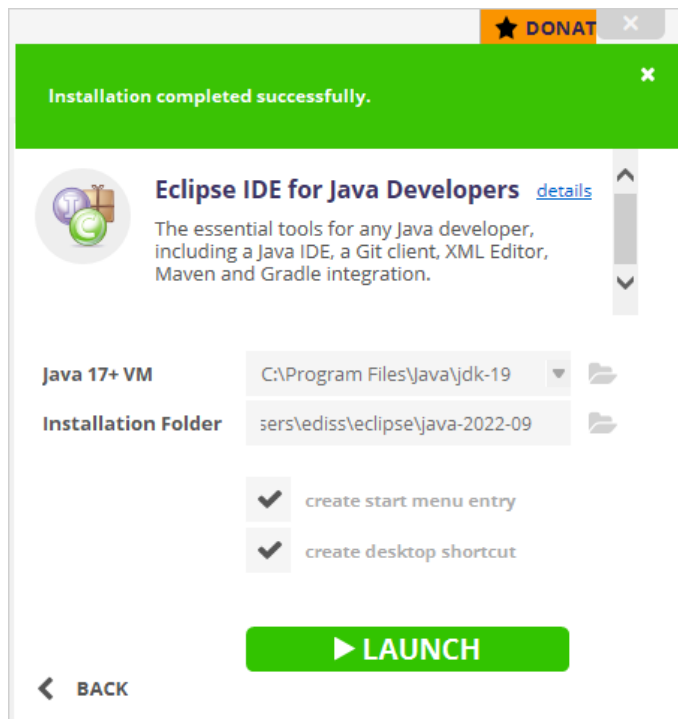 ★ DONAT
Installation completed successfully.
Eclipse IDE for Java Developers details
The essential tools for any Java developer,
including a Java IDE, a Git client, XML Editor,
Maven and Gradle integration.
Java 17+ VM C:\Program Files\Java\jdk-19
Installation Folder sers\ediss\eclipse\java-2022-09
create start menu entry
create desktop shortcut
LAUNCH
BACK